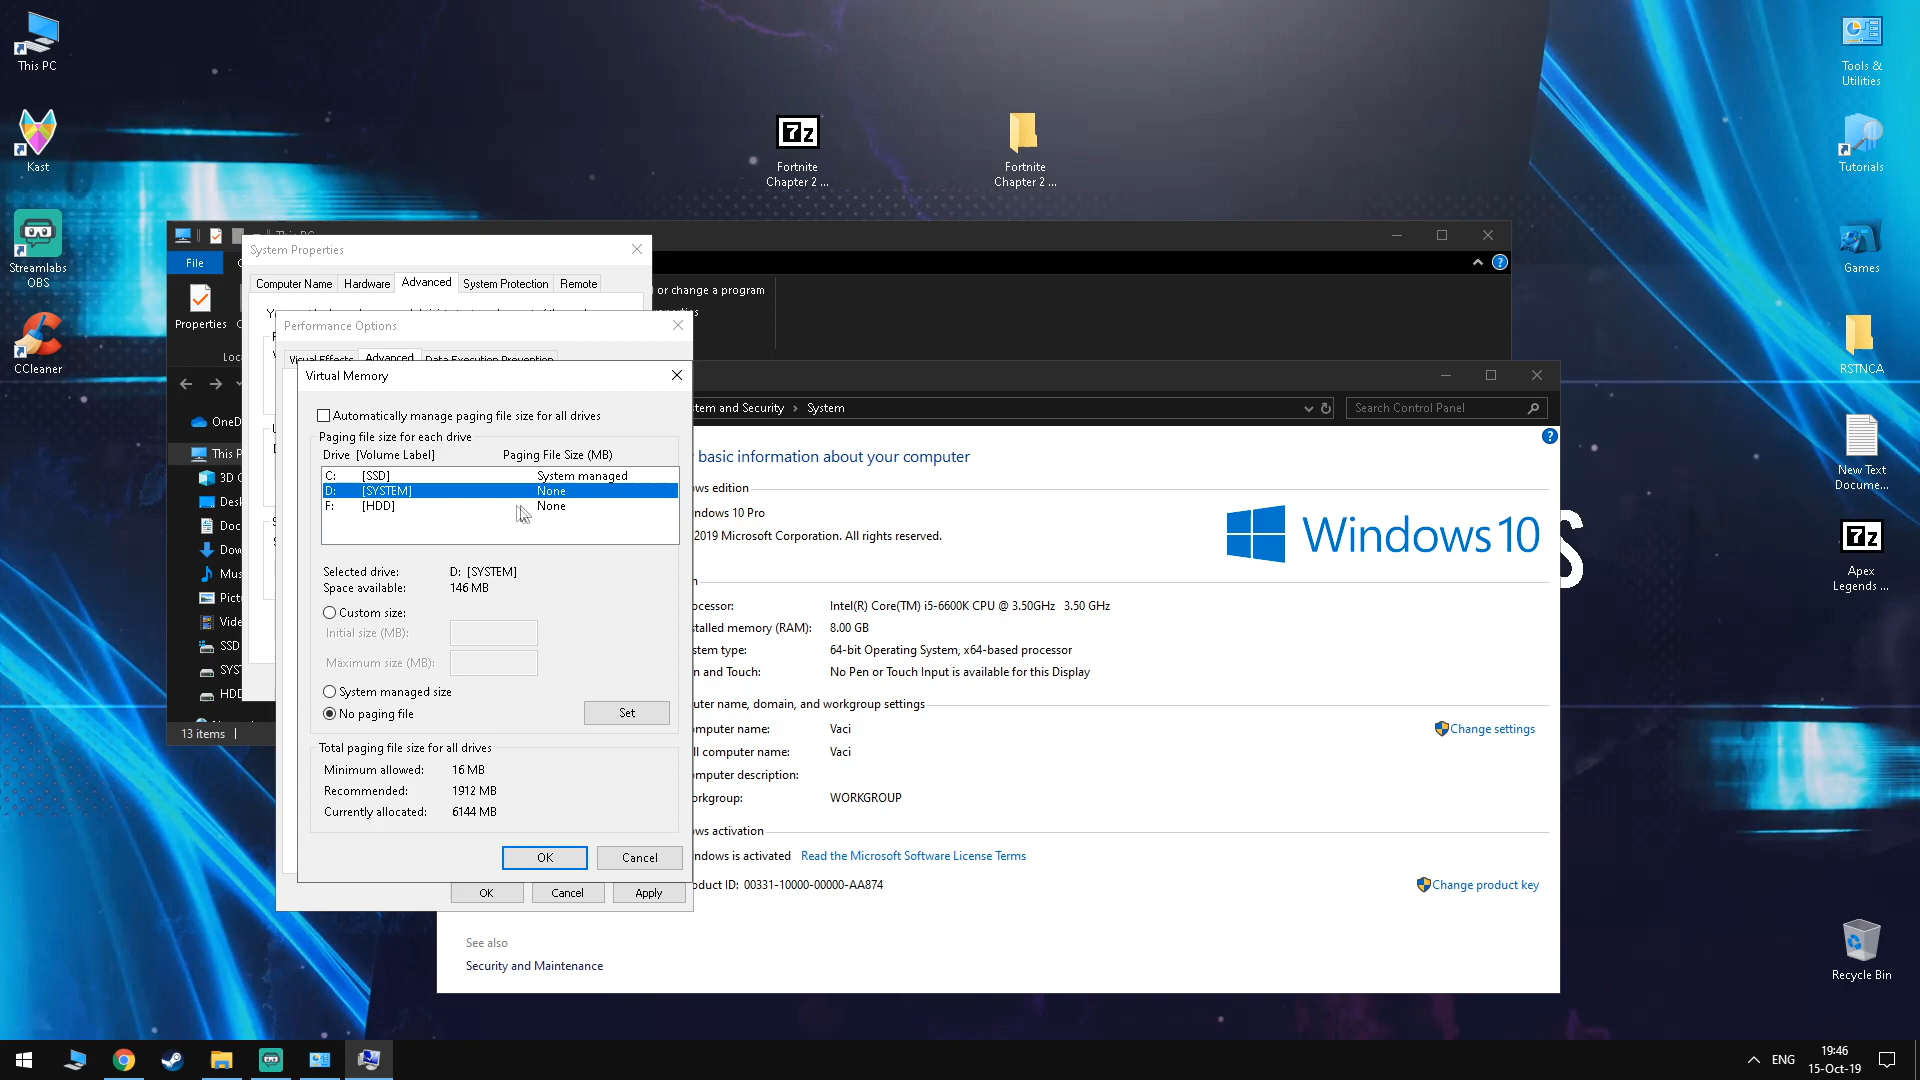 This PC
Kast
Streamlabs
OBS
CCleaner
Fortnite
Chapter 2 ...
Fortnite
Chapter 2 ...
Tools &
Utilities
Tutorials
Games
RSTNCA
New Text
Docume...
Apex
Legends ...
Recycle Bin
File
Properties
or change a program
13 items
System Properties
Computer Name
Hardware
Advanced
System Protection
Remote
Performance Options
Visual Effects
Advanced
Data Execution Prevention
Virtual Memory
Automatically manage paging file size for all drives
Paging file size for each drive
Drive [Volume Label]
Paging File Size (MB)
C: [SSD] System managed
D: [SYSTEM] None
F: [HDD] None
Selected drive: D: [SYSTEM]
Space available: 146 MB
Custom size:
Initial size (MB):
Maximum size (MB):
System managed size
No paging file
Set
Total paging file size for all drives
Minimum allowed: 16 MB
Recommended: 1912 MB
Currently allocated: 6144 MB
OK
Cancel
OK
Cancel
Apply
tem and Security > System
Search Control Panel
basic information about your computer
ws edition
ndows 10 Pro
2019 Microsoft Corporation. All rights reserved.
Windows 10
ocessor: Intel(R) Core(TM) i5-6600K CPU @ 3.50GHz 3.50 GHz
stalled memory (RAM): 8.00 GB
stem type: 64-bit Operating System, x64-based processor
n and Touch: No Pen or Touch Input is available for this Display
uter name, domain, and workgroup settings
mputer name: Vaci
Change settings
ll computer name: Vaci
mputer description:
orkgroup: WORKGROUP
ws activation
ndows is activated Read the Microsoft Software License Terms
oduct ID: 00331-10000-00000-AA874
Change product key
See also
Security and Maintenance
ENG
19:46
15-Oct-19